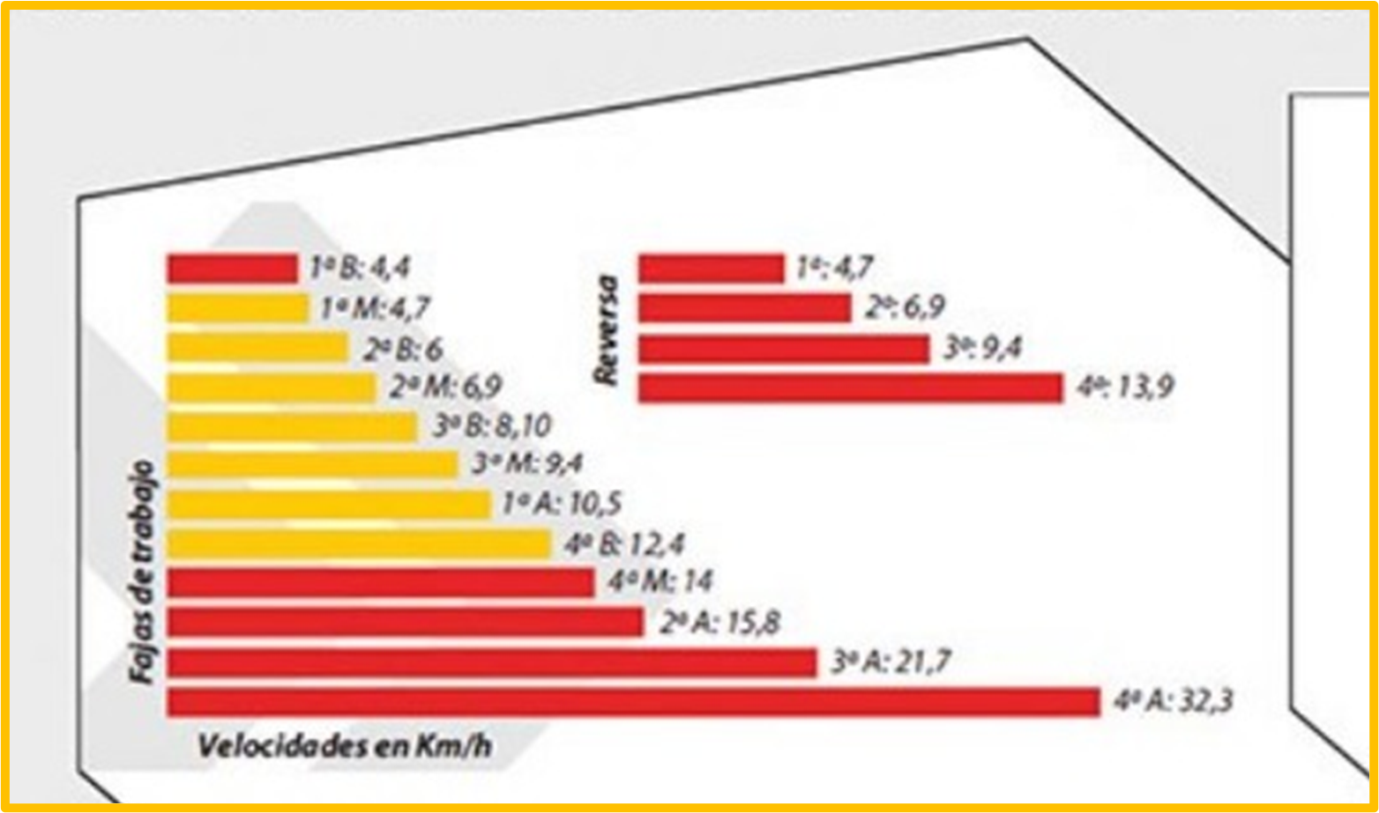 Fajas de trabajo
1ª B: 4,4
1ª M: 4,7
2ª B: 6
2ª M: 6,9
3ª B: 8,10
3ª M: 9,4
1ª A: 10,5
4ª B: 12,4
4ª M: 14
2ª A: 15,8
3ª A: 21,7
4ª A: 32,3
Velocidades en Km/h
Reversa
1ª: 4,7
2ª: 6,9
3ª: 9,4
4ª: 13,9